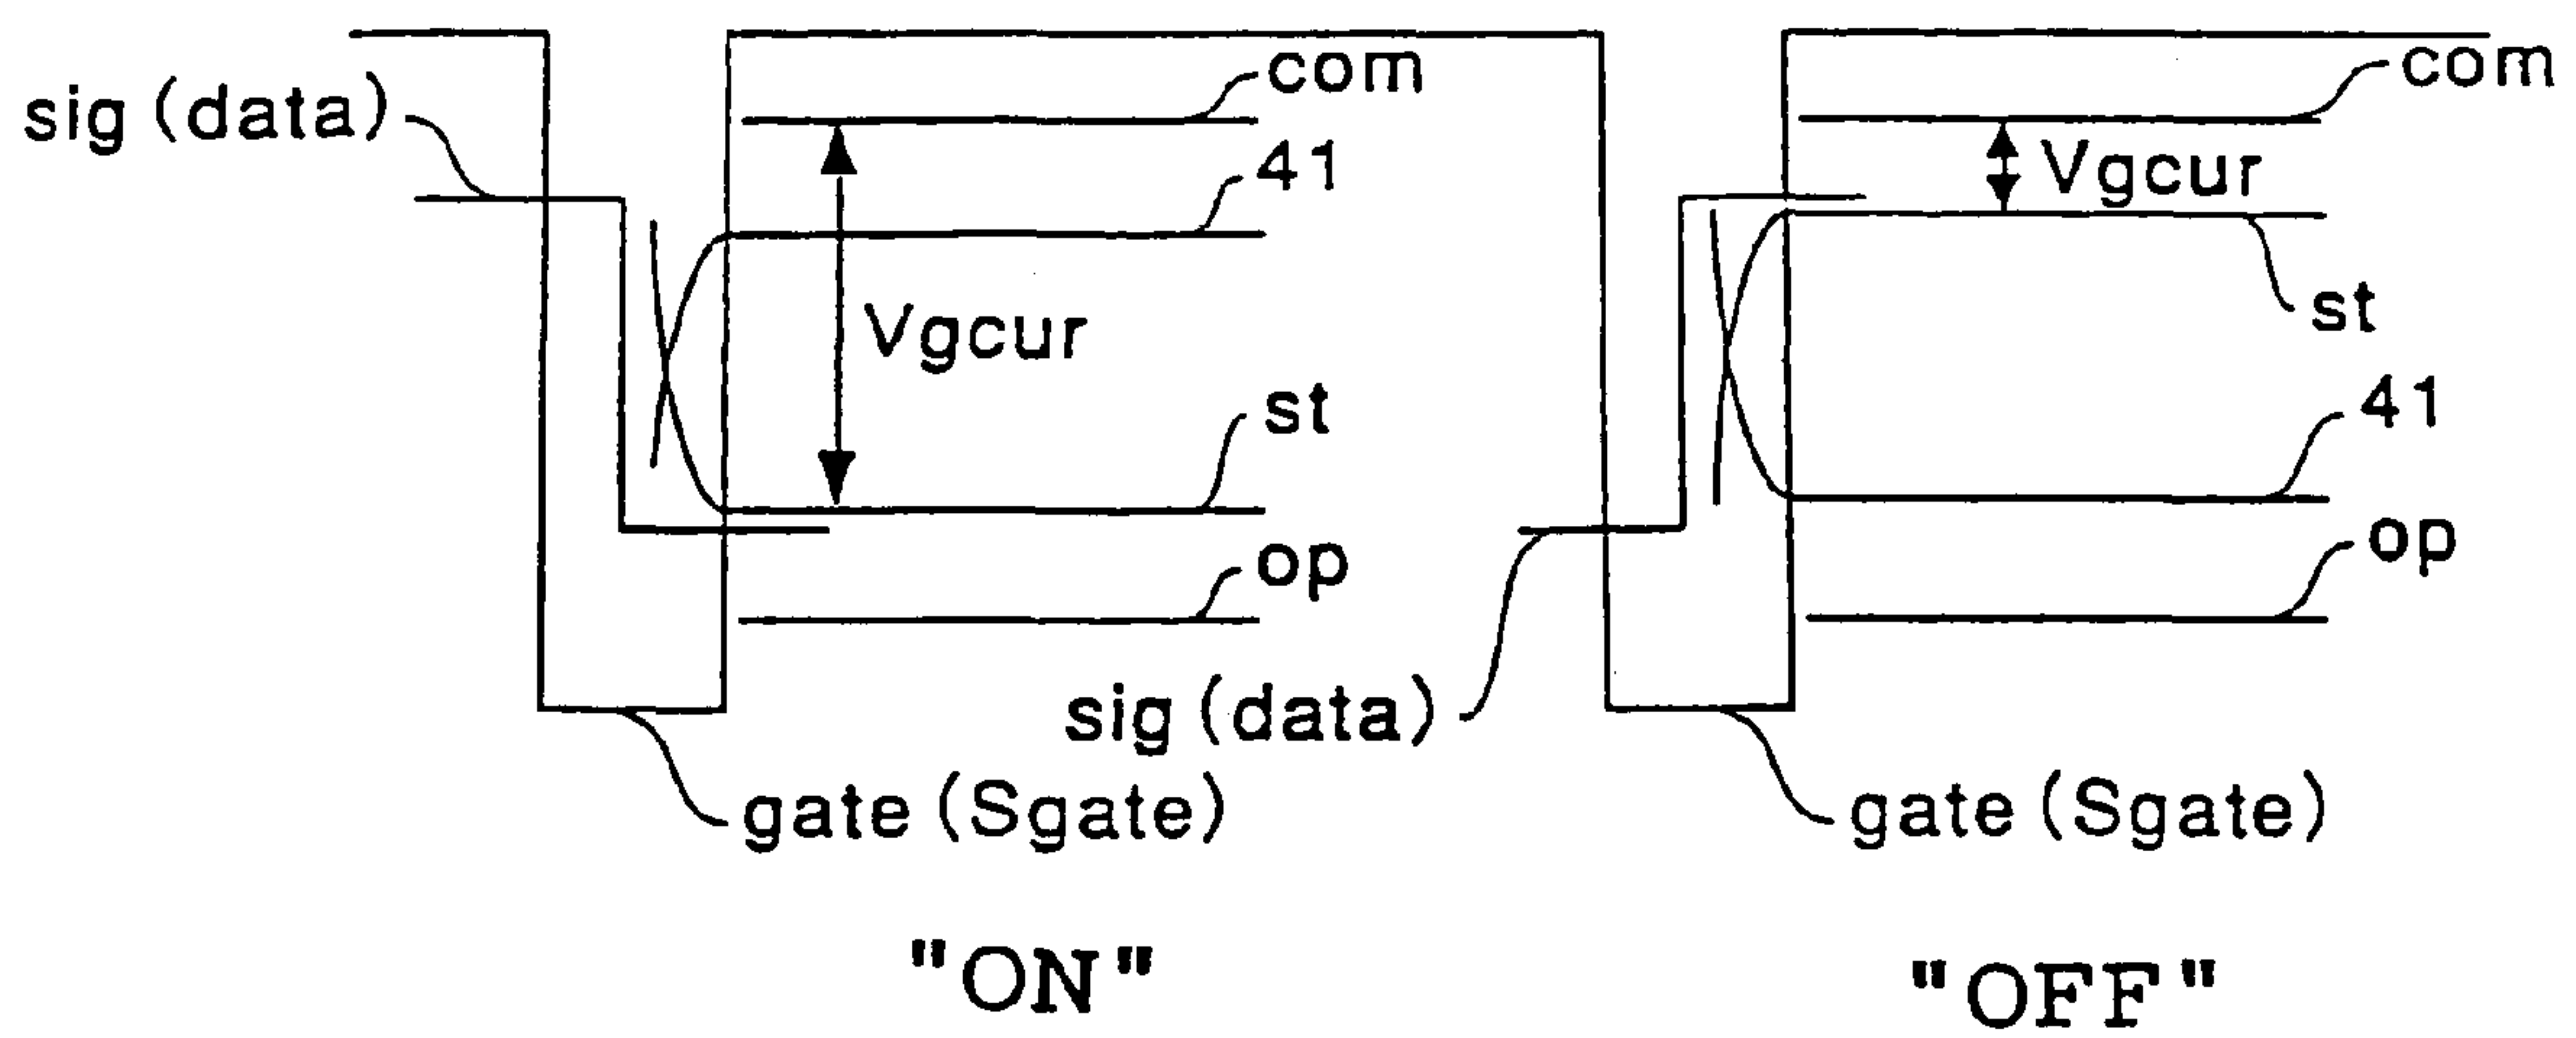 sig (data)
com
41
Vgcur
st
op
gate (Sgate)
"ON"
com
Vgcur
st
41
op
sig (data)
gate (Sgate)
"OFF"